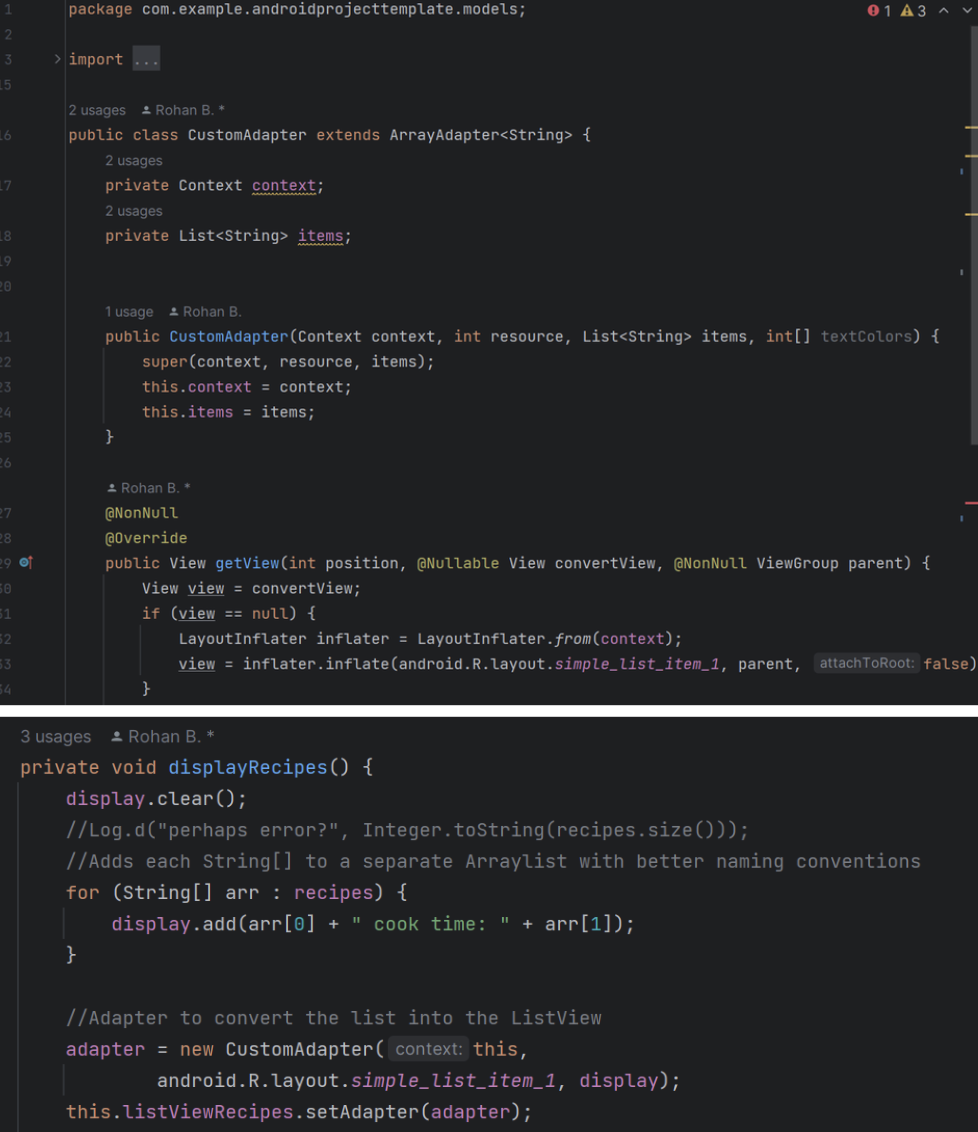 1 package com.example.androidprojecttemplate.models; 1 3
2
3 > import ...
15
2 usages Rohan B. *
16 public class CustomAdapter extends ArrayAdapter<String> {
2 usages
17 private Context context;
2 usages
18 private List<String> items;
19
20
1 usage Rohan B.
21 public CustomAdapter(Context context, int resource, List<String> items, int[] textColors) {
22 super(context, resource, items);
23 this.context = context;
24 this.items = items;
25 }
26
Rohan B. *
27 @NonNull
28 @Override
29 public View getView(int position, @Nullable View convertView, @NonNull ViewGroup parent) {
30 View view = convertView;
31 if (view == null) {
32 LayoutInflater inflater = LayoutInflater.from(context);
33 view = inflater.inflate(android.R.layout.simple_list_item_1, parent, attachToRoot: false)
34 }
3 usages Rohan B. *
private void displayRecipes() {
display.clear();
//Log.d("perhaps error?", Integer.toString(recipes.size()));
//Adds each String[] to a separate Arraylist with better naming conventions
for (String[] arr : recipes) {
display.add(arr[0] + " cook time: " + arr[1]);
}
//Adapter to convert the list into the ListView
adapter = new CustomAdapter( context: this,
android.R.layout.simple_list_item_1, display);
this.listViewRecipes.setAdapter(adapter);